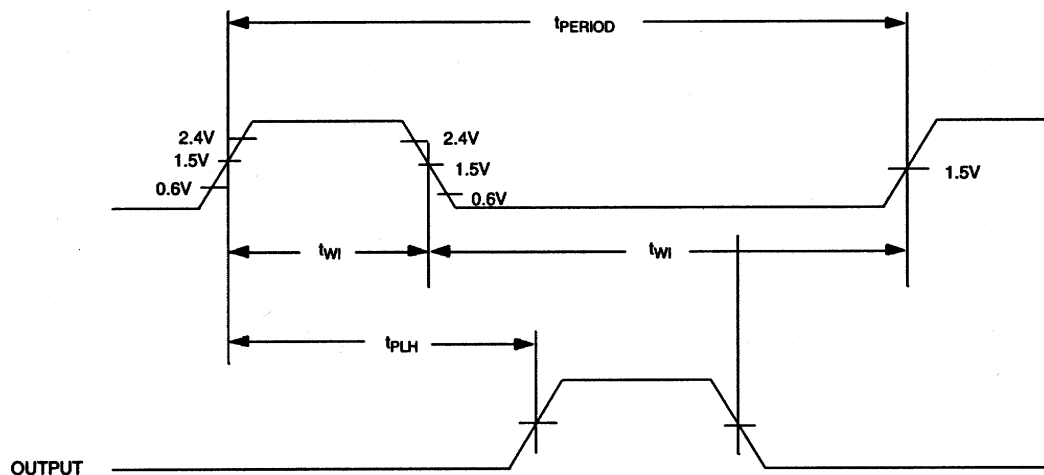 tPERIOD
2.4V
2.4V
1.5V
1.5V
1.5V
0.6V
0.6V
tWI
tWI
tPLH
OUTPUT